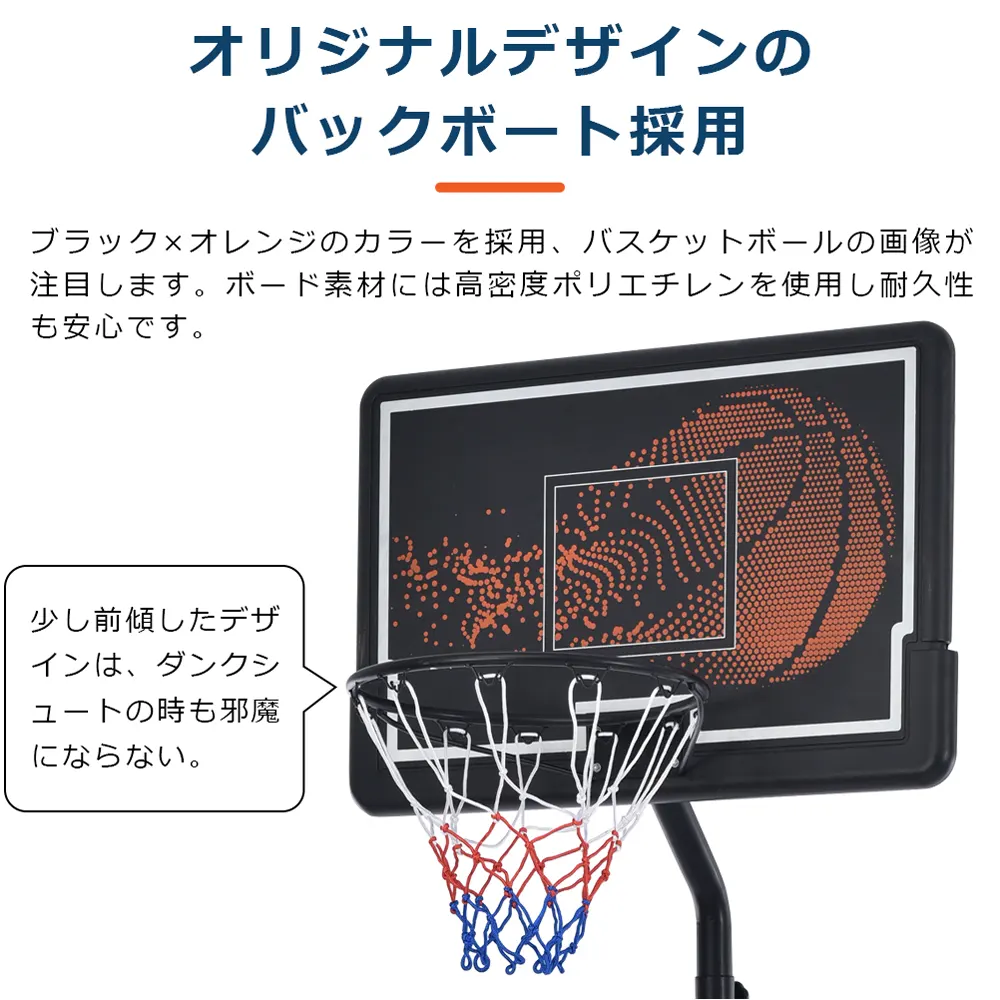 オリジナルデザインの
バックボート採用
ブラック×オレンジのカラーを採用、バスケットボールの画像が
注目します。ボード素材には高密度ポリエチレンを使用し耐久性
も安心です。
少し前傾したデザ
インは、ダンクシ
ュートの時も邪魔
にならない。